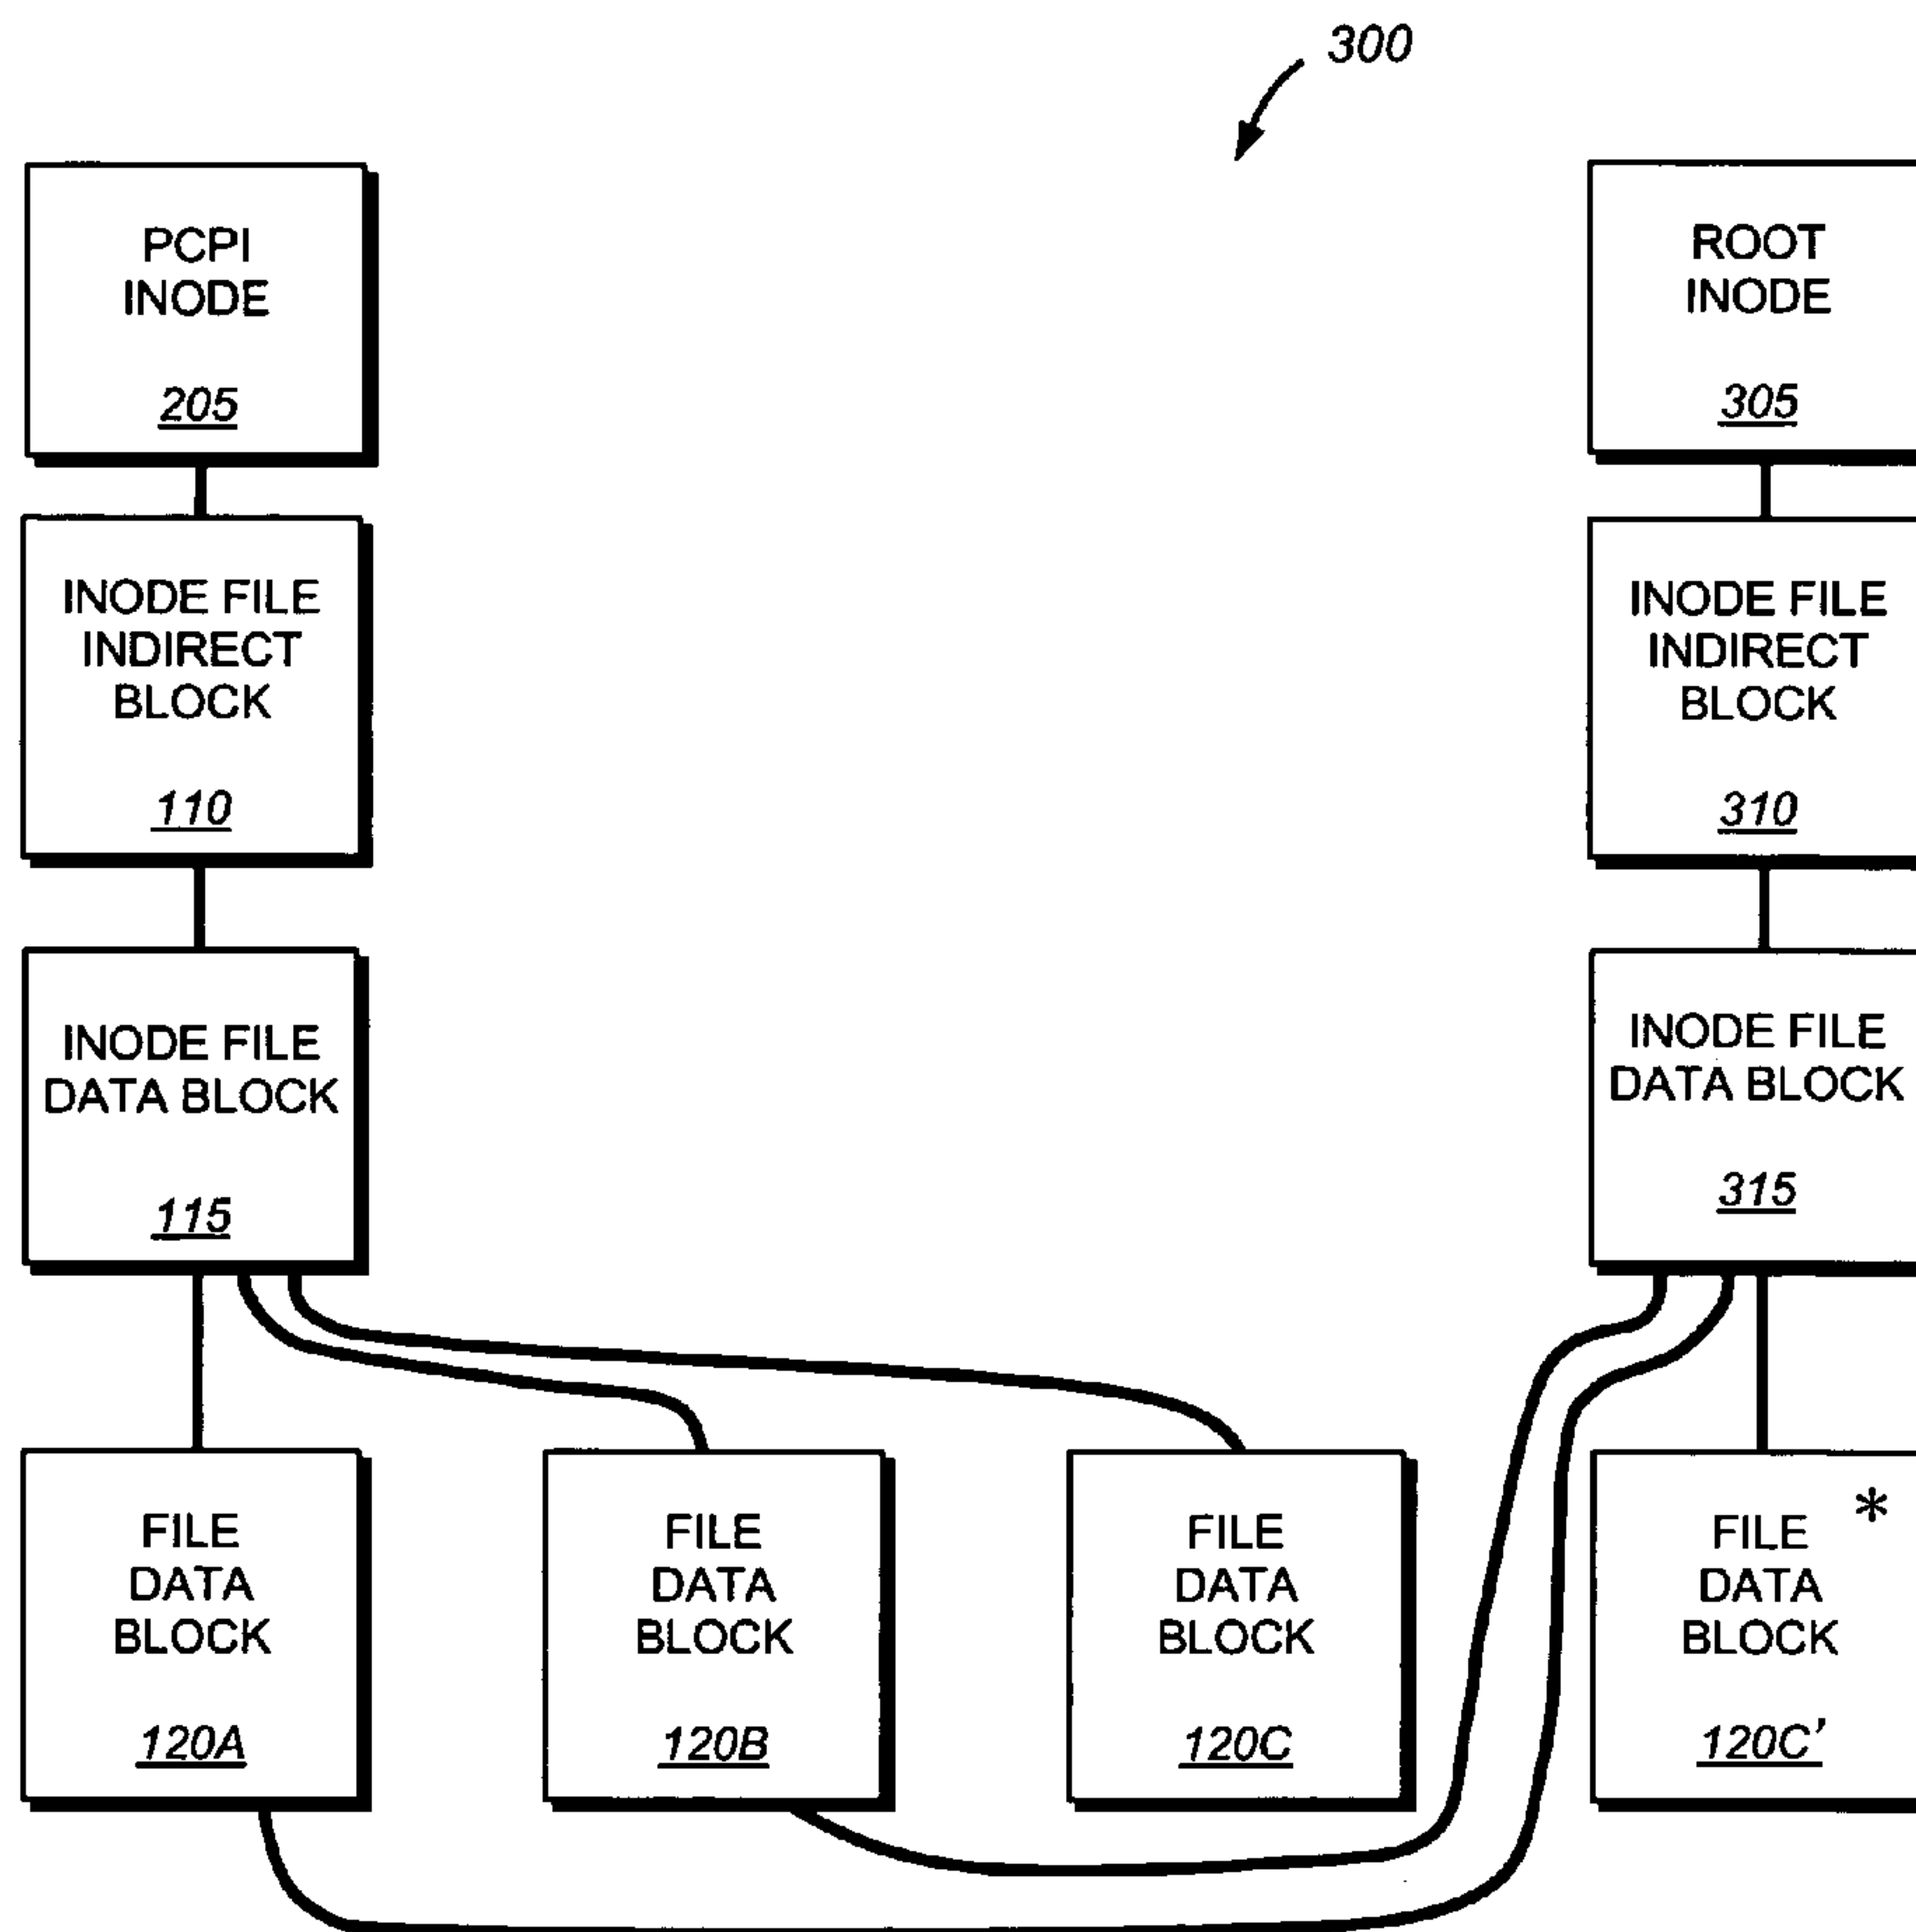 300
PCPI
INODE
205
ROOT
INODE
305
INODE FILE
INDIRECT
BLOCK
110
INODE FILE
INDIRECT
BLOCK
310
INODE FILE
DATA BLOCK
115
INODE FILE
DATA BLOCK
315
FILE
DATA
BLOCK
120A
FILE
DATA
BLOCK
120B
FILE
DATA
BLOCK
120C
*
FILE
DATA
BLOCK
120C'